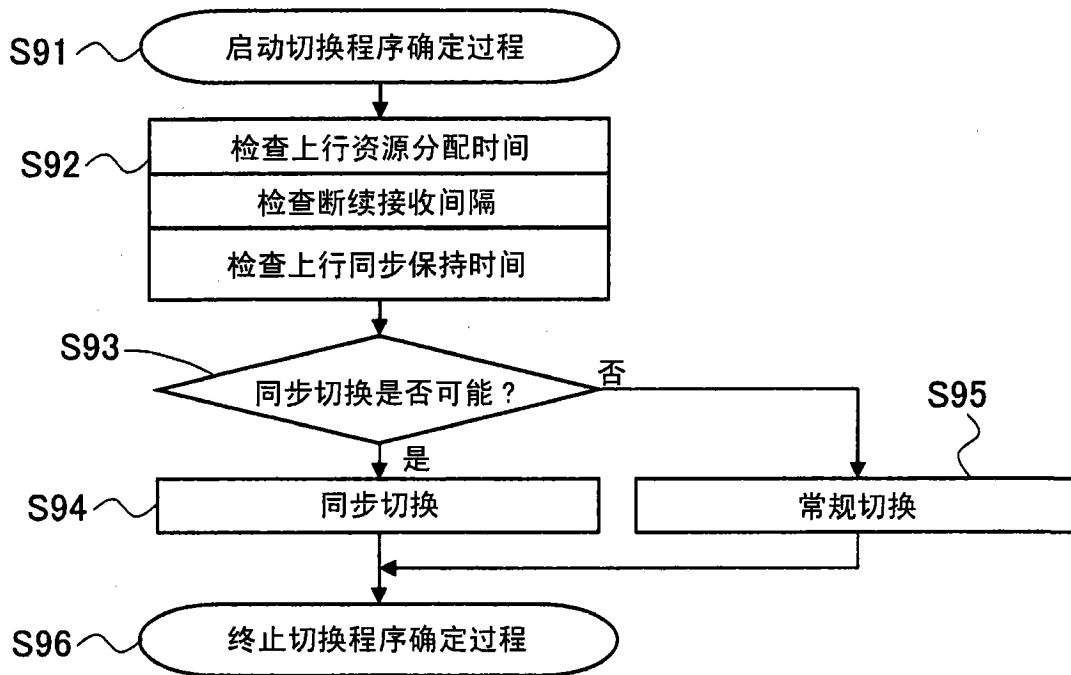 S91
启动切换程序确定过程
S92
检查上行资源分配时间
检查断续接收间隔
检查上行同步保持时间
S93
同步切换是否可能？
否
S95
是
S94
同步切换
常规切换
S96
终止切换程序确定过程